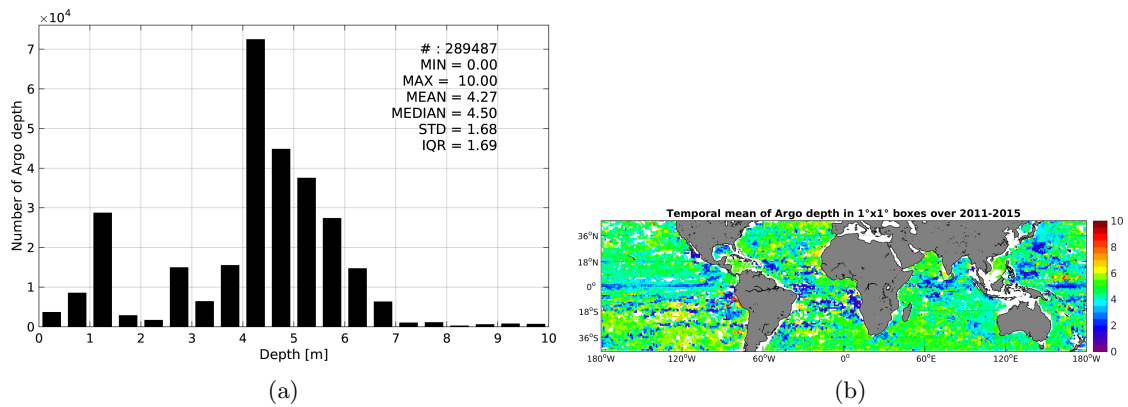 ×10⁴
7
6
5
4
3
2
1
0
Number of Argo depth
# : 289487
MIN = 0.00
MAX = 10.00
MEAN = 4.27
MEDIAN = 4.50
STD = 1.68
IQR = 1.69
0 1 2 3 4 5 6 7 8 9 10
Depth [m]
(a)
Temporal mean of Argo depth in 1°x1° boxes over 2011-2015
36°N
18°N
0°
18°S
36°S
180°W 120°W 60°W 0° 60°E 120°E 180°W
10
8
6
4
2
0
(b)